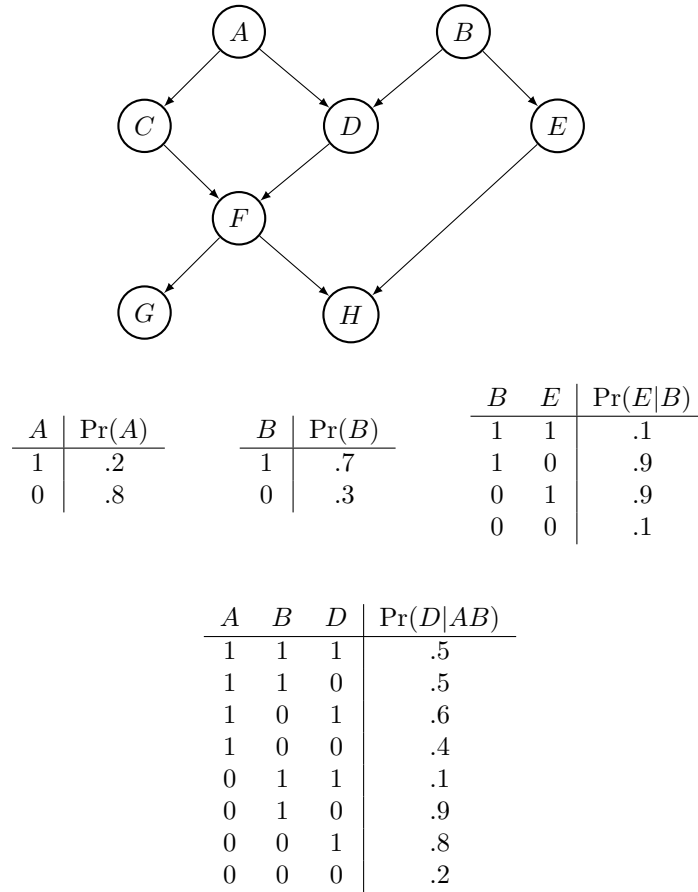 A B
C D E
F
G H
A Pr(A)
1 .2
0 .8
B Pr(B)
1 .7
0 .3
B E Pr(E|B)
1 1 .1
1 0 .9
0 1 .9
0 0 .1
A B D Pr(D|AB)
1 1 1 .5
1 1 0 .5
1 0 1 .6
1 0 0 .4
0 1 1 .1
0 1 0 .9
0 0 1 .8
0 0 0 .2